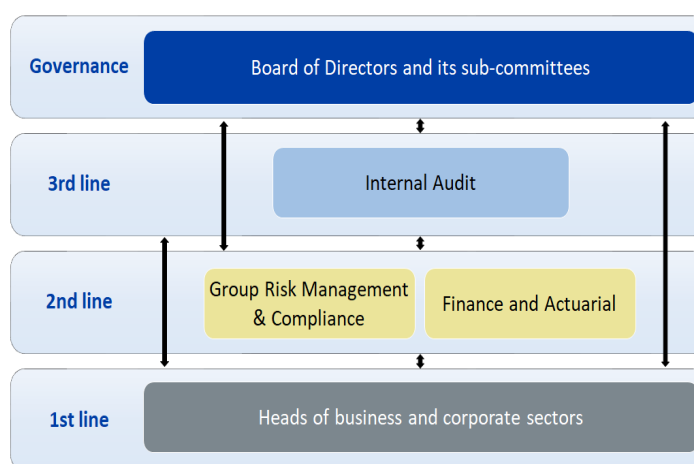 Governance
Board of Directors and its sub-committees
3rd line
Internal Audit
2nd line
Group Risk Management
& Compliance
Finance and Actuarial
1st line
Heads of business and corporate sectors